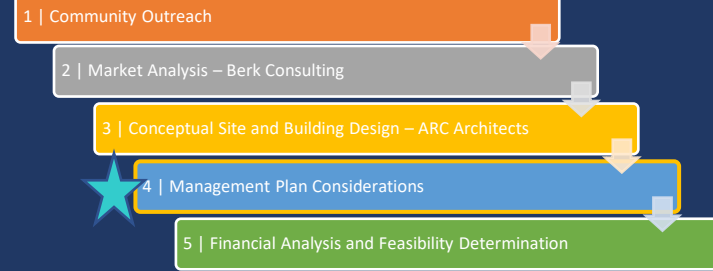 1 | Community Outreach
2 | Market Analysis – Berk Consulting
3 | Conceptual Site and Building Design – ARC Architects
4 | Management Plan Considerations
5 | Financial Analysis and Feasibility Determination